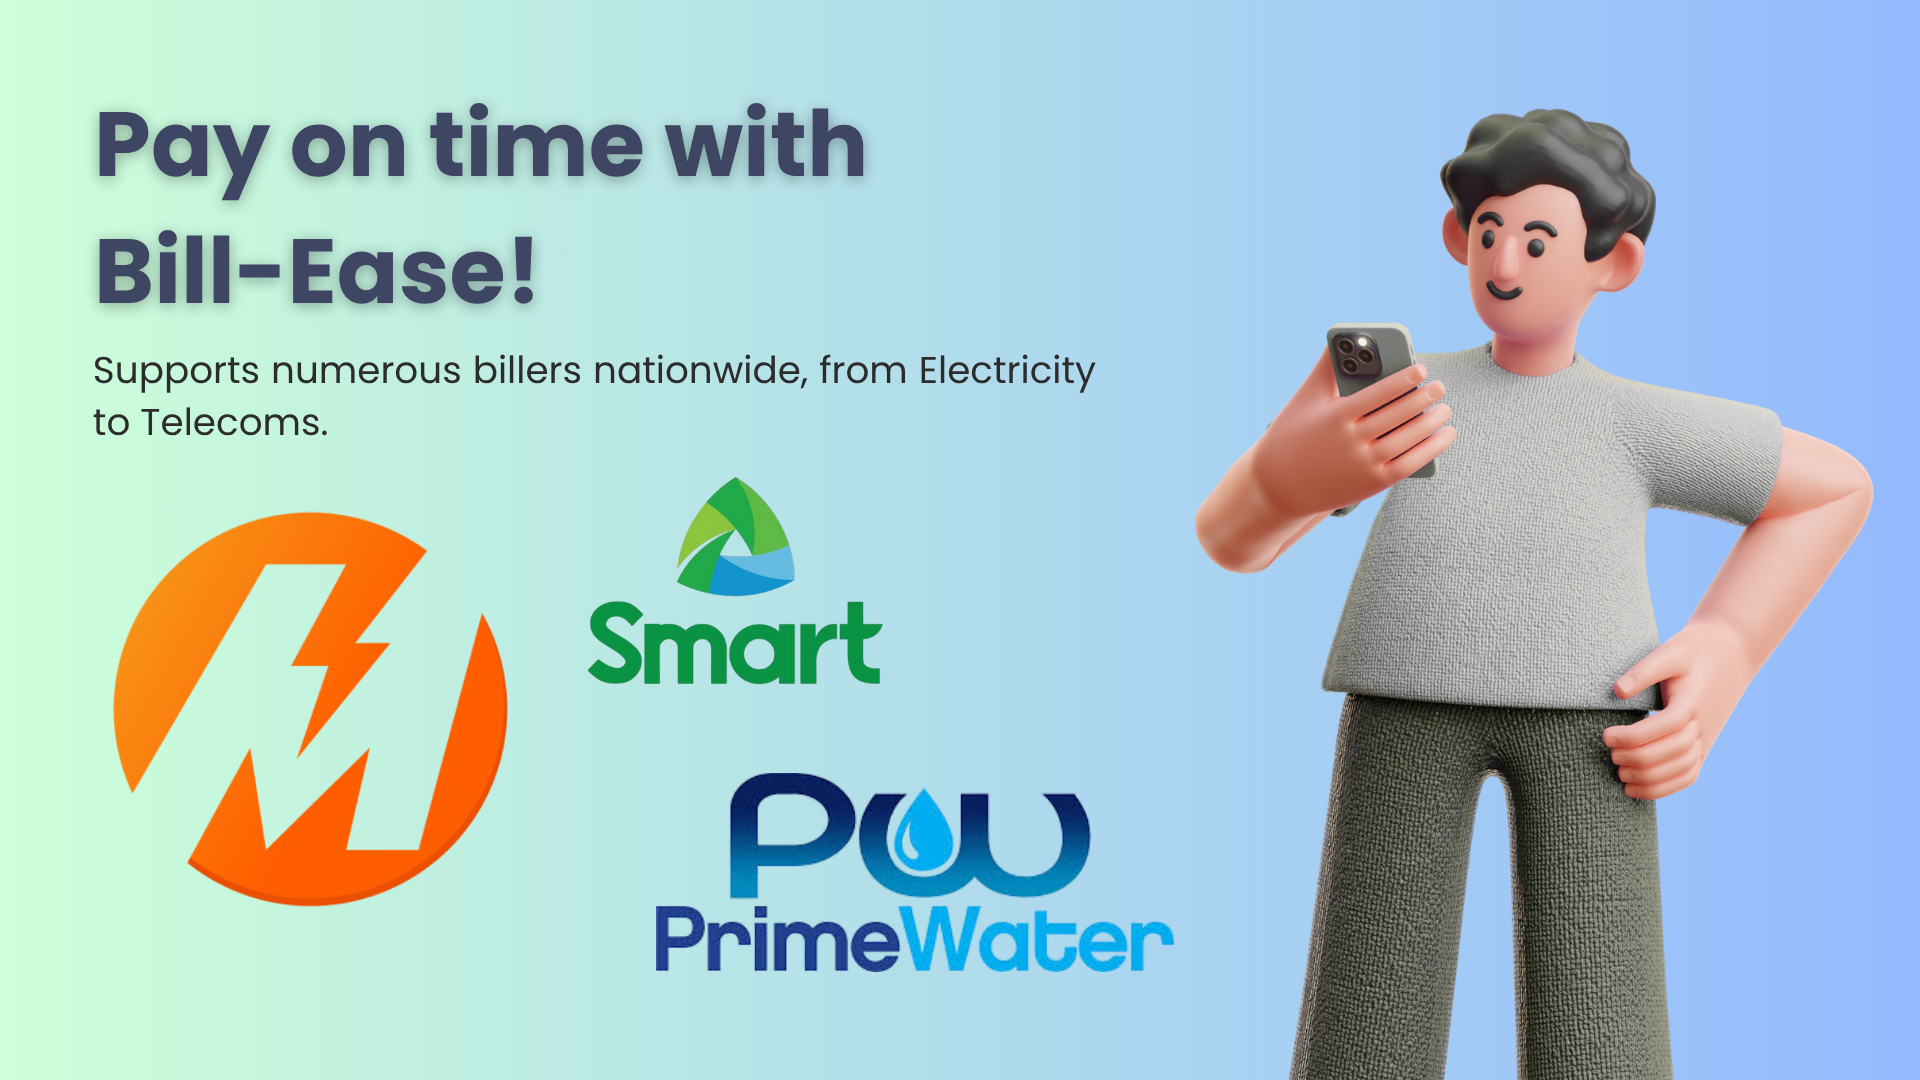 Pay on time with
Bill-Ease!
Supports numerous billers nationwide, from Electricity
to Telecoms.
M
Smart
PW
PrimeWater